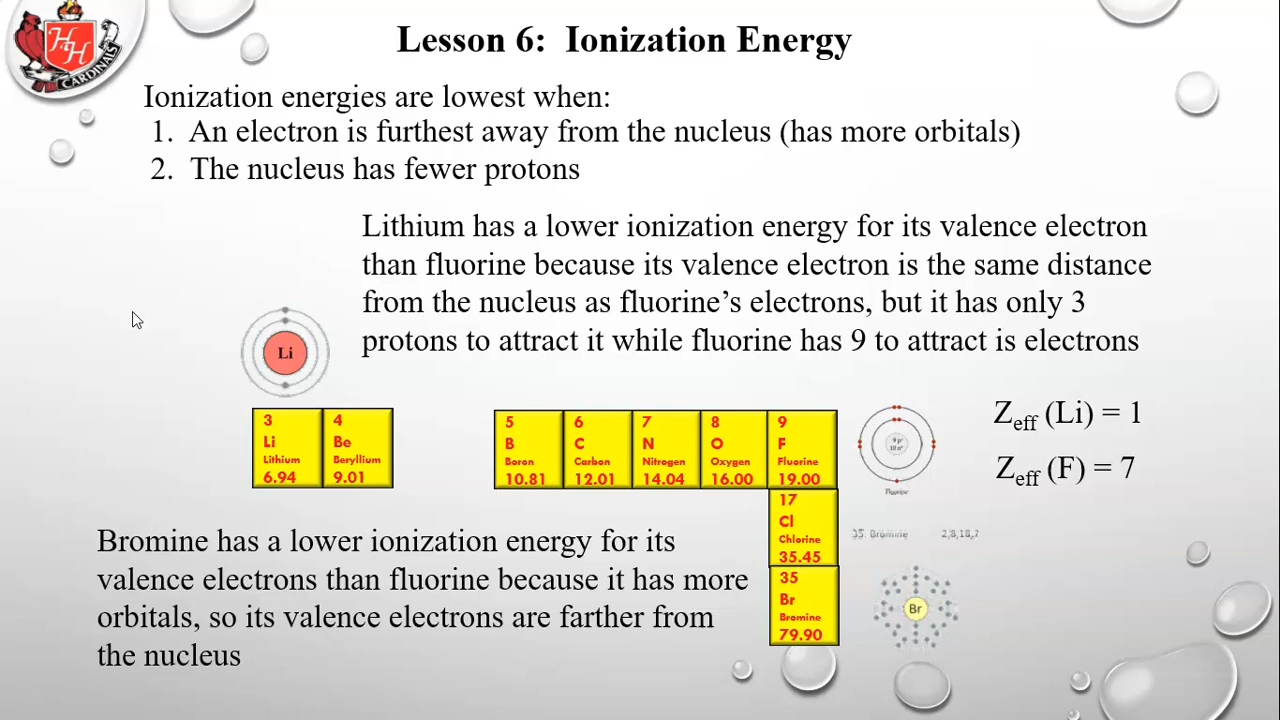 Lesson 6: Ionization Energy
H H
CARDINALS
Ionization energies are lowest when:
1. An electron is furthest away from the nucleus (has more orbitals)
2. The nucleus has fewer protons
Lithium has a lower ionization energy for its valence electron
than fluorine because its valence electron is the same distance
from the nucleus as fluorine’s electrons, but it has only 3
protons to attract it while fluorine has 9 to attract is electrons
Li
3
Li
Lithium
6.94
4
Be
Beryllium
9.01
5
B
Boron
10.81
6
C
Carbon
12.01
7
N
Nitrogen
14.04
8
O
Oxygen
16.00
9
F
Fluorine
19.00
Fluorine
Zeff (Li) = 1
Zeff (F) = 7
17
Cl
Chlorine
35.45
35
Br
Bromine
79.90
35: Bromine 2,8,18,7
Br
Bromine has a lower ionization energy for its
valence electrons than fluorine because it has more
orbitals, so its valence electrons are farther from
the nucleus